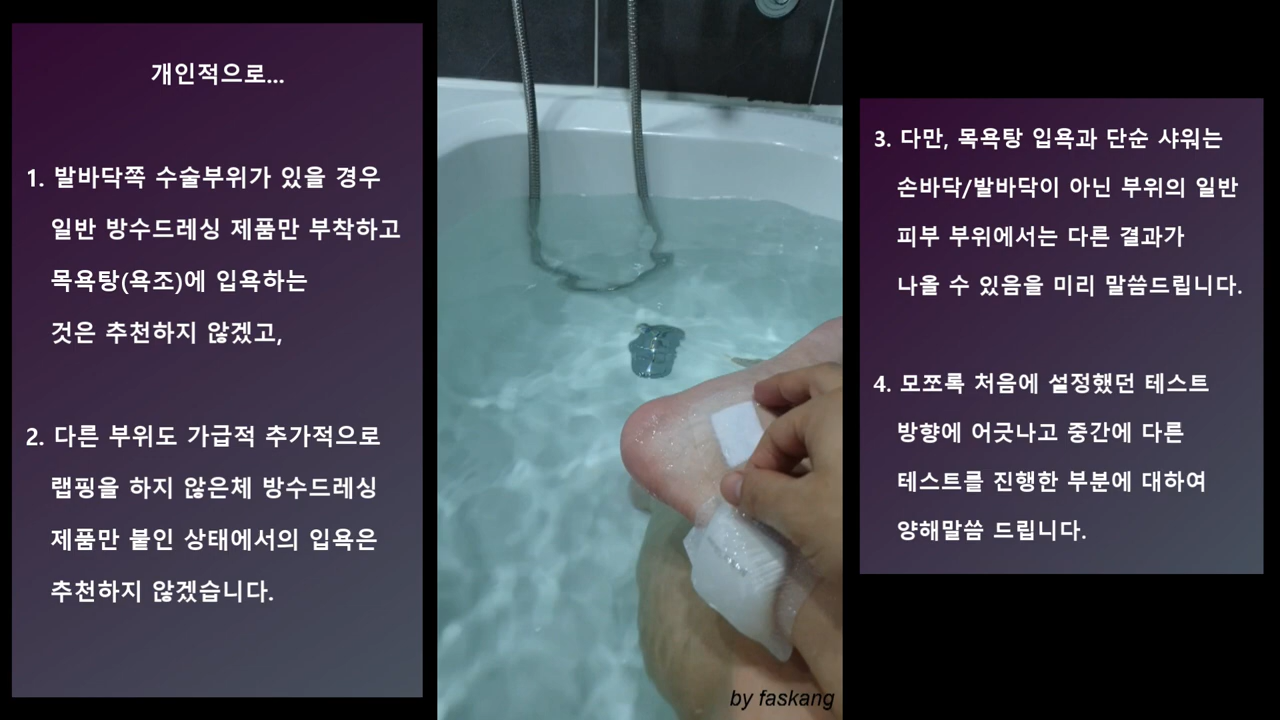 개인적으로...
1. 발바닥쪽 수술부위가 있을 경우
일반 방수드레싱 제품만 부착하고
목욕탕(욕조)에 입욕하는
것은 추천하지 않겠고,
2. 다른 부위도 가급적 추가적으로
랩핑을 하지 않은체 방수드레싱
제품만 붙인 상태에서의 입욕은
추천하지 않겠습니다.
3. 다만, 목욕탕 입욕과 단순 샤워는
손바닥/발바닥이 아닌 부위의 일반
피부 부위에서는 다른 결과가
나올 수 있음을 미리 말씀드립니다.
4. 모쪼록 처음에 설정했던 테스트
방향에 어긋나고 중간에 다른
테스트를 진행한 부분에 대하여
양해말씀 드립니다.
by faskang